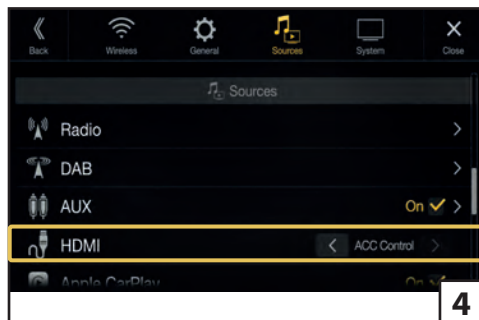 Back Wireless General Sources System Close
Sources
Radio
DAB
AUX On
HDMI ACC Control
Apple CarPlay On
4